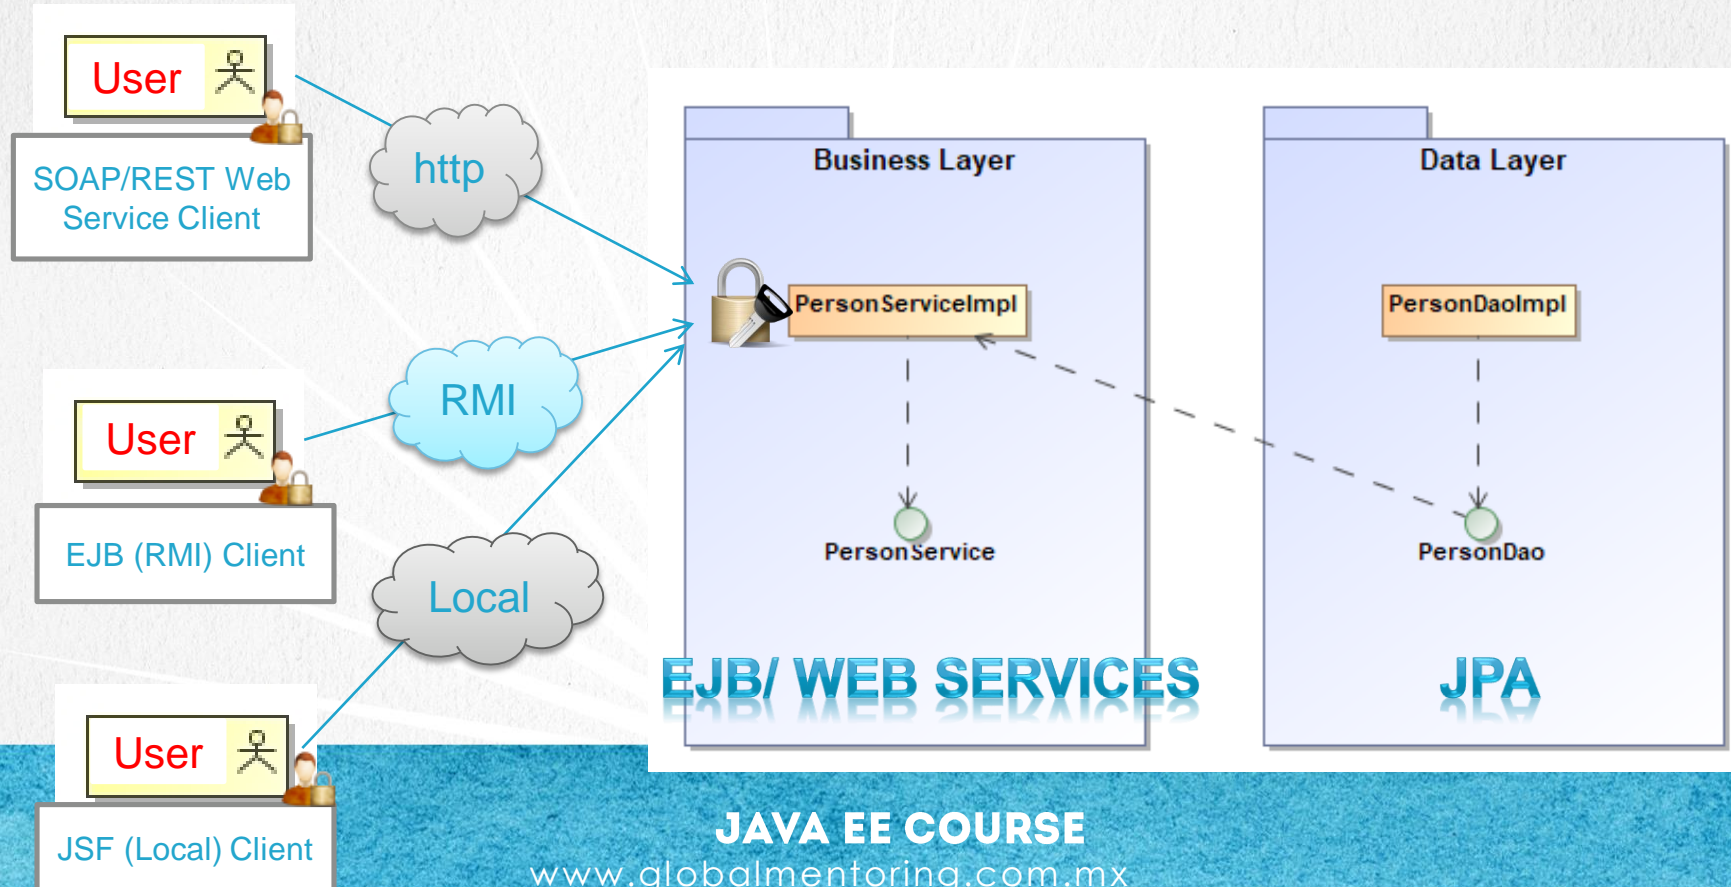 User
SOAP/REST Web
Service Client
http
User
EJB (RMI) Client
RMI
User
JSF (Local) Client
Local
Business Layer
PersonServiceImpl
PersonService
EJB/ WEB SERVICES
Data Layer
PersonDaoImpl
PersonDao
JPA
JAVA EE COURSE
www.globalmentoring.com.mx